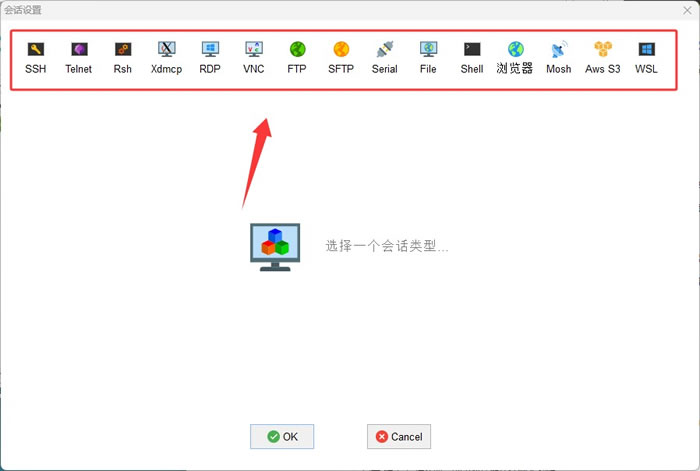 会话设置
SSH Telnet Rsh Xdmcp RDP VNC FTP SFTP Serial File Shell 浏览器 Mosh Aws S3 WSL
选择一个会话类型...
OK Cancel